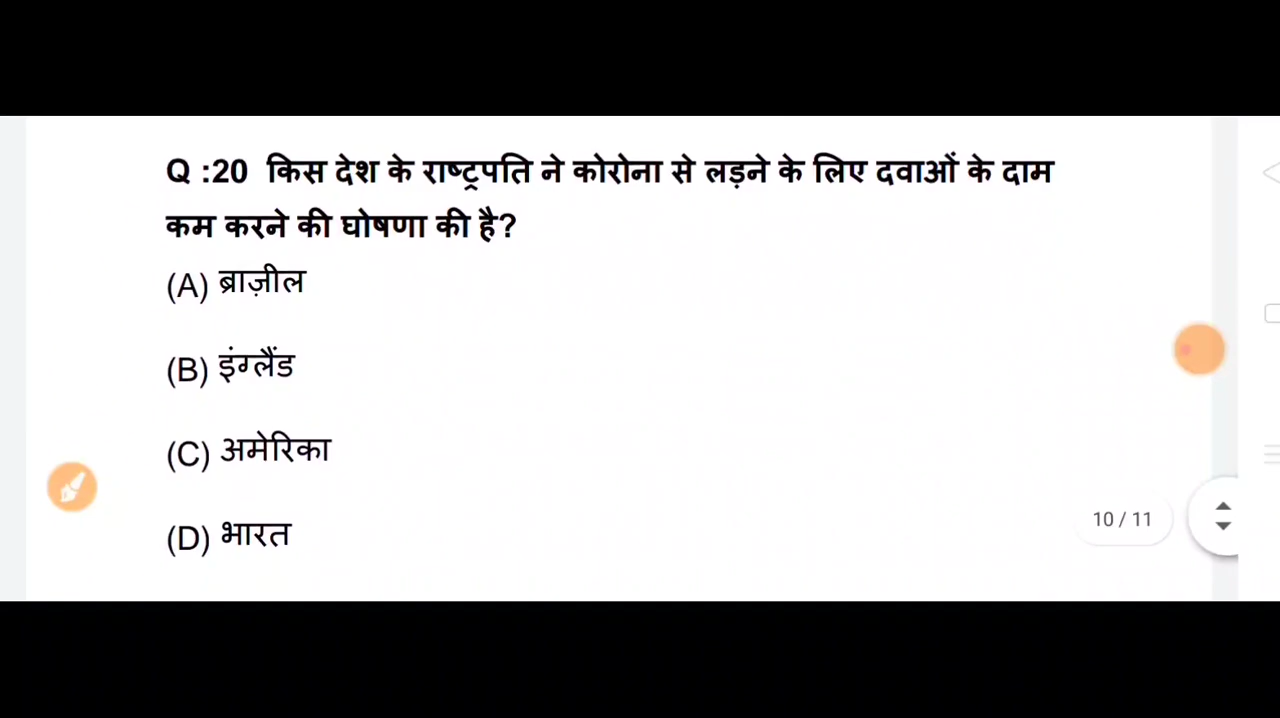 Q :20 किस देश के राष्ट्रपति ने कोरोना से लड़ने के लिए दवाओं के दाम
कम करने की घोषणा की है?
(A) ब्राज़ील
(B) इंग्लैंड
(C) अमेरिका
(D) भारत
10 / 11